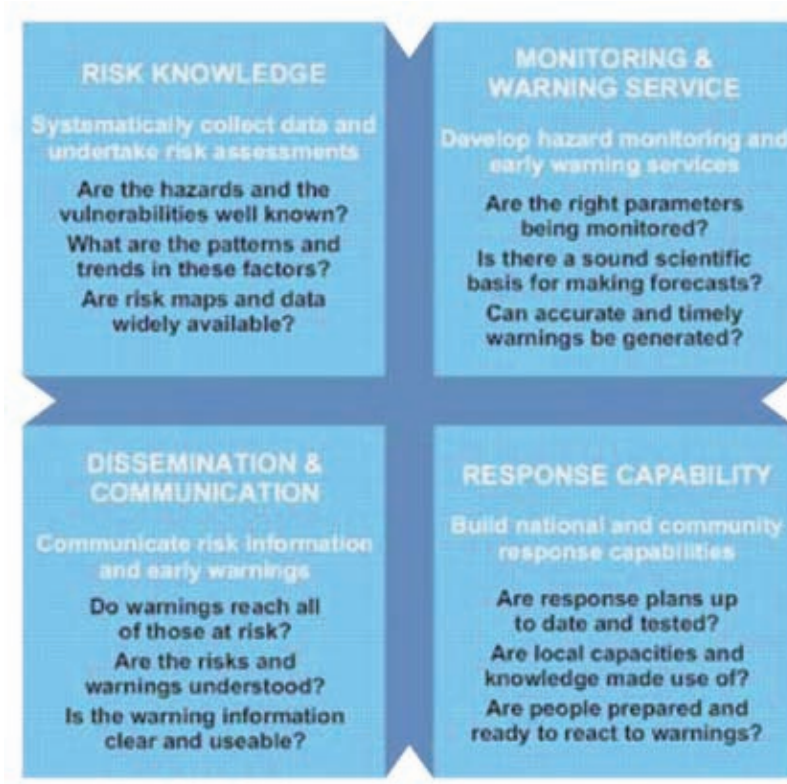 RISK KNOWLEDGE
Systematically collect data and
undertake risk assessments
Are the hazards and the
vulnerabilities well known?
What are the patterns and
trends in these factors?
Are risk maps and data
widely available?
MONITORING &
WARNING SERVICE
Develop hazard monitoring and
early warning services
Are the right parameters
being monitored?
Is there a sound scientific
basis for making forecasts?
Can accurate and timely
warnings be generated?
DISSEMINATION &
COMMUNICATION
Communicate risk information
and early warnings
Do warnings reach all
of those at risk?
Are the risks and
warnings understood?
Is the warning information
clear and useable?
RESPONSE CAPABILITY
Build national and community
response capabilities
Are response plans up
to date and tested?
Are local capacities and
knowledge made use of?
Are people prepared and
ready to react to warnings?